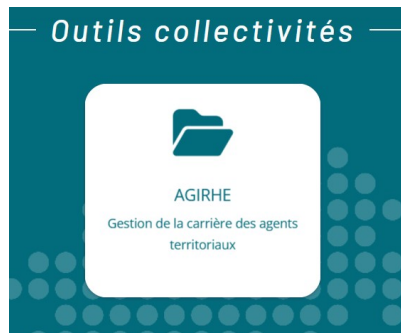 Outils collectivités
AGIRHE
Gestion de la carrière des agents
territoriaux